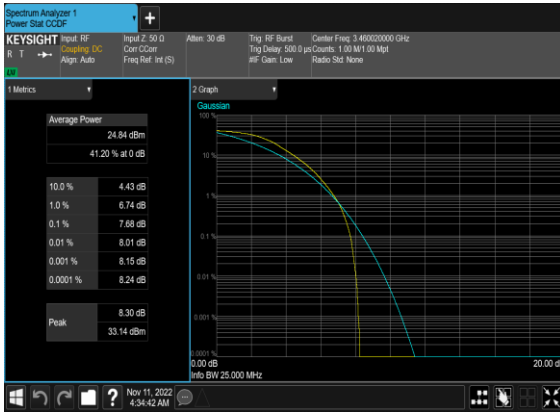 Spectrum Analyzer 1
Power Stat CCDF
KEYSIGHT
R T
LXI
Input: RF
Coupling: DC
Align: Auto
Input Z: 50 Ω
Corr CCorr
Freq Ref: Int (S)
Atten: 30 dB
Trig: RF Burst
Trig Delay: 500.0 µs
#IF Gain: Low
Center Freq: 3.460020000 GHz
Counts: 1.00 M/1.00 Mpt
Radio Std: None
1 Metrics
Average Power
24.84 dBm
41.20 % at 0 dB
10.0 % 4.43 dB
1.0 % 6.74 dB
0.1 % 7.68 dB
0.01 % 8.01 dB
0.001 % 8.15 dB
0.0001 % 8.24 dB
Peak
8.30 dB
33.14 dBm
2 Graph
Gaussian
100 %
10 %
1 %
0.1 %
0.01 %
0.001 %
0.0001 %
0.00 dB
20.00 d
Info BW 25.000 MHz
?
Nov 11, 2022
4:34:42 AM